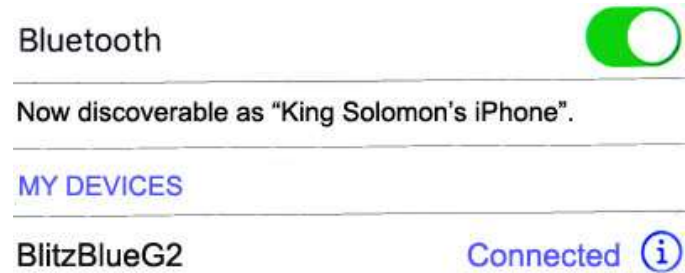 Bluetooth
Now discoverable as “King Solomon's iPhone”.
MY DEVICES
BlitzBlueG2
Connected i